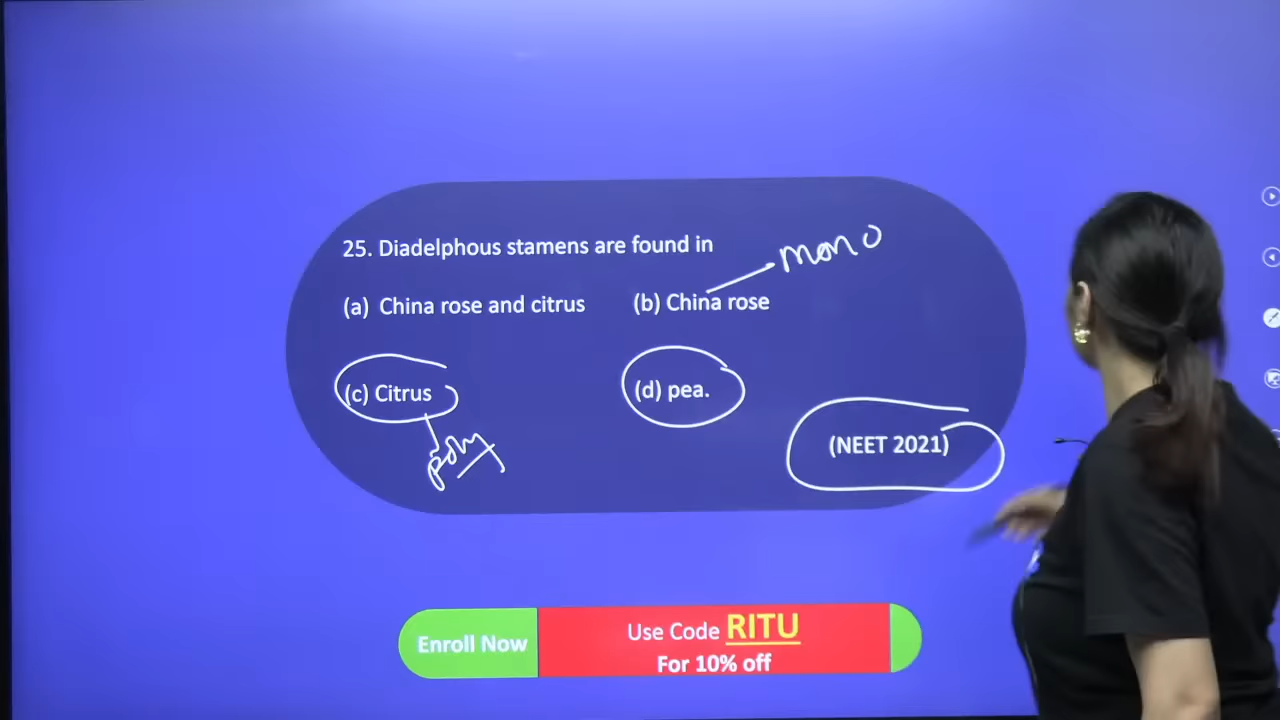 25. Diadelphous stamens are found in
mono
(a) China rose and citrus
(b) China rose
(c) Citrus
(d) pea.
poly
(NEET 2021)
Enroll Now
Use Code RITU
For 10% off